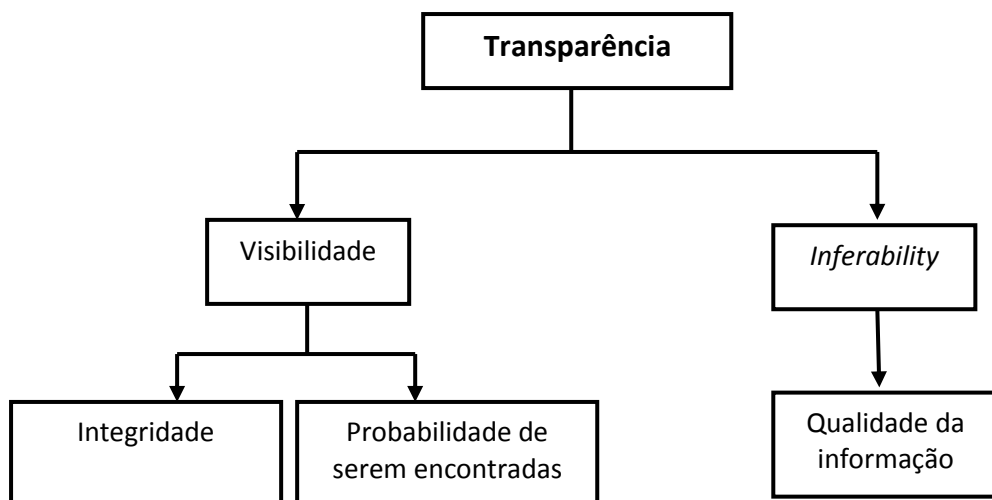 Transparência
Visibilidade
Inferability
Integridade
Probabilidade de
serem encontradas
Qualidade da
informação